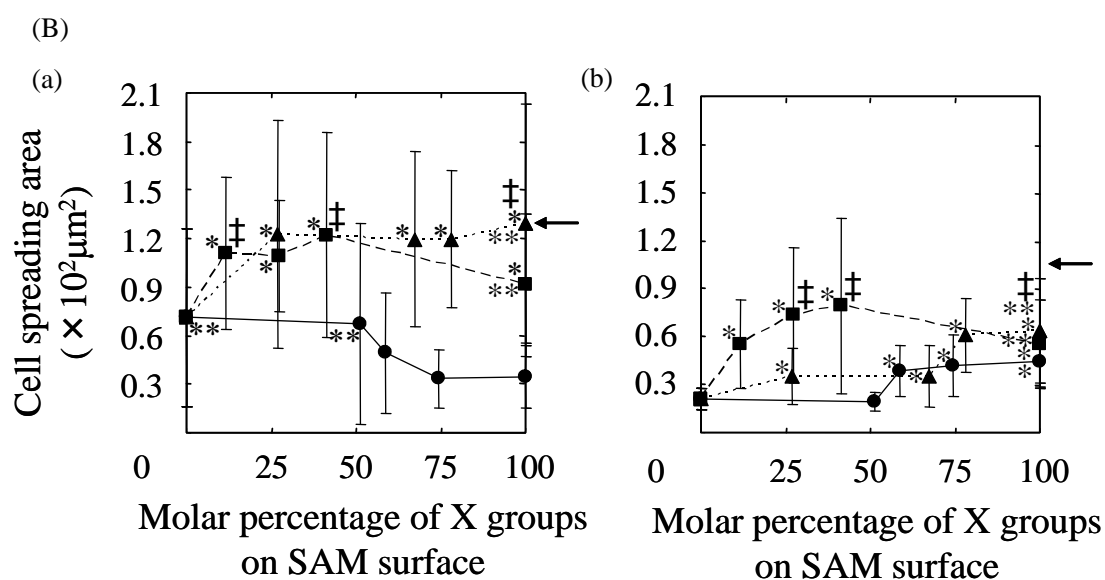 (B)
(a)
(b)
Cell spreading area
( × 10²μm²)
2.1
1.8
1.5
1.2
0.9
0.6
0.3
0 25 50 75 100
Molar percentage of X groups
on SAM surface
* ‡ * * * ‡ * * ‡ * ** * ** ** **
2.1
1.8
1.5
1.2
0.9
0.6
0.3
0 25 50 75 100
Molar percentage of X groups
on SAM surface
* * ‡ * ‡ * * * * * ‡ ** * ** * *